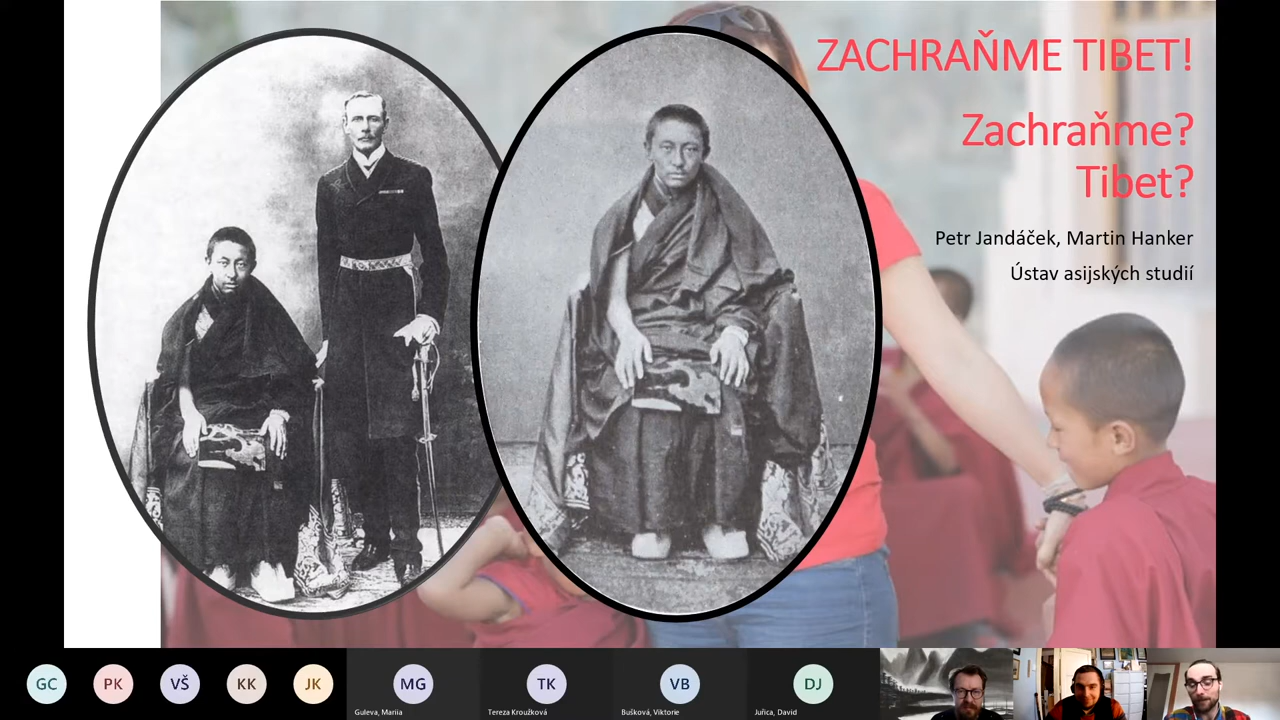 ZACHRAŇME TIBET!
Zachraňme?
Tibet?
Petr Jandáček, Martin Hanker
Ústav asijských studií
GC
PK
VŠ
KK
JK
MG
Guleva, Mariia
TK
Tereza Kroužková
VB
Bušková, Viktorie
DJ
Juřica, David